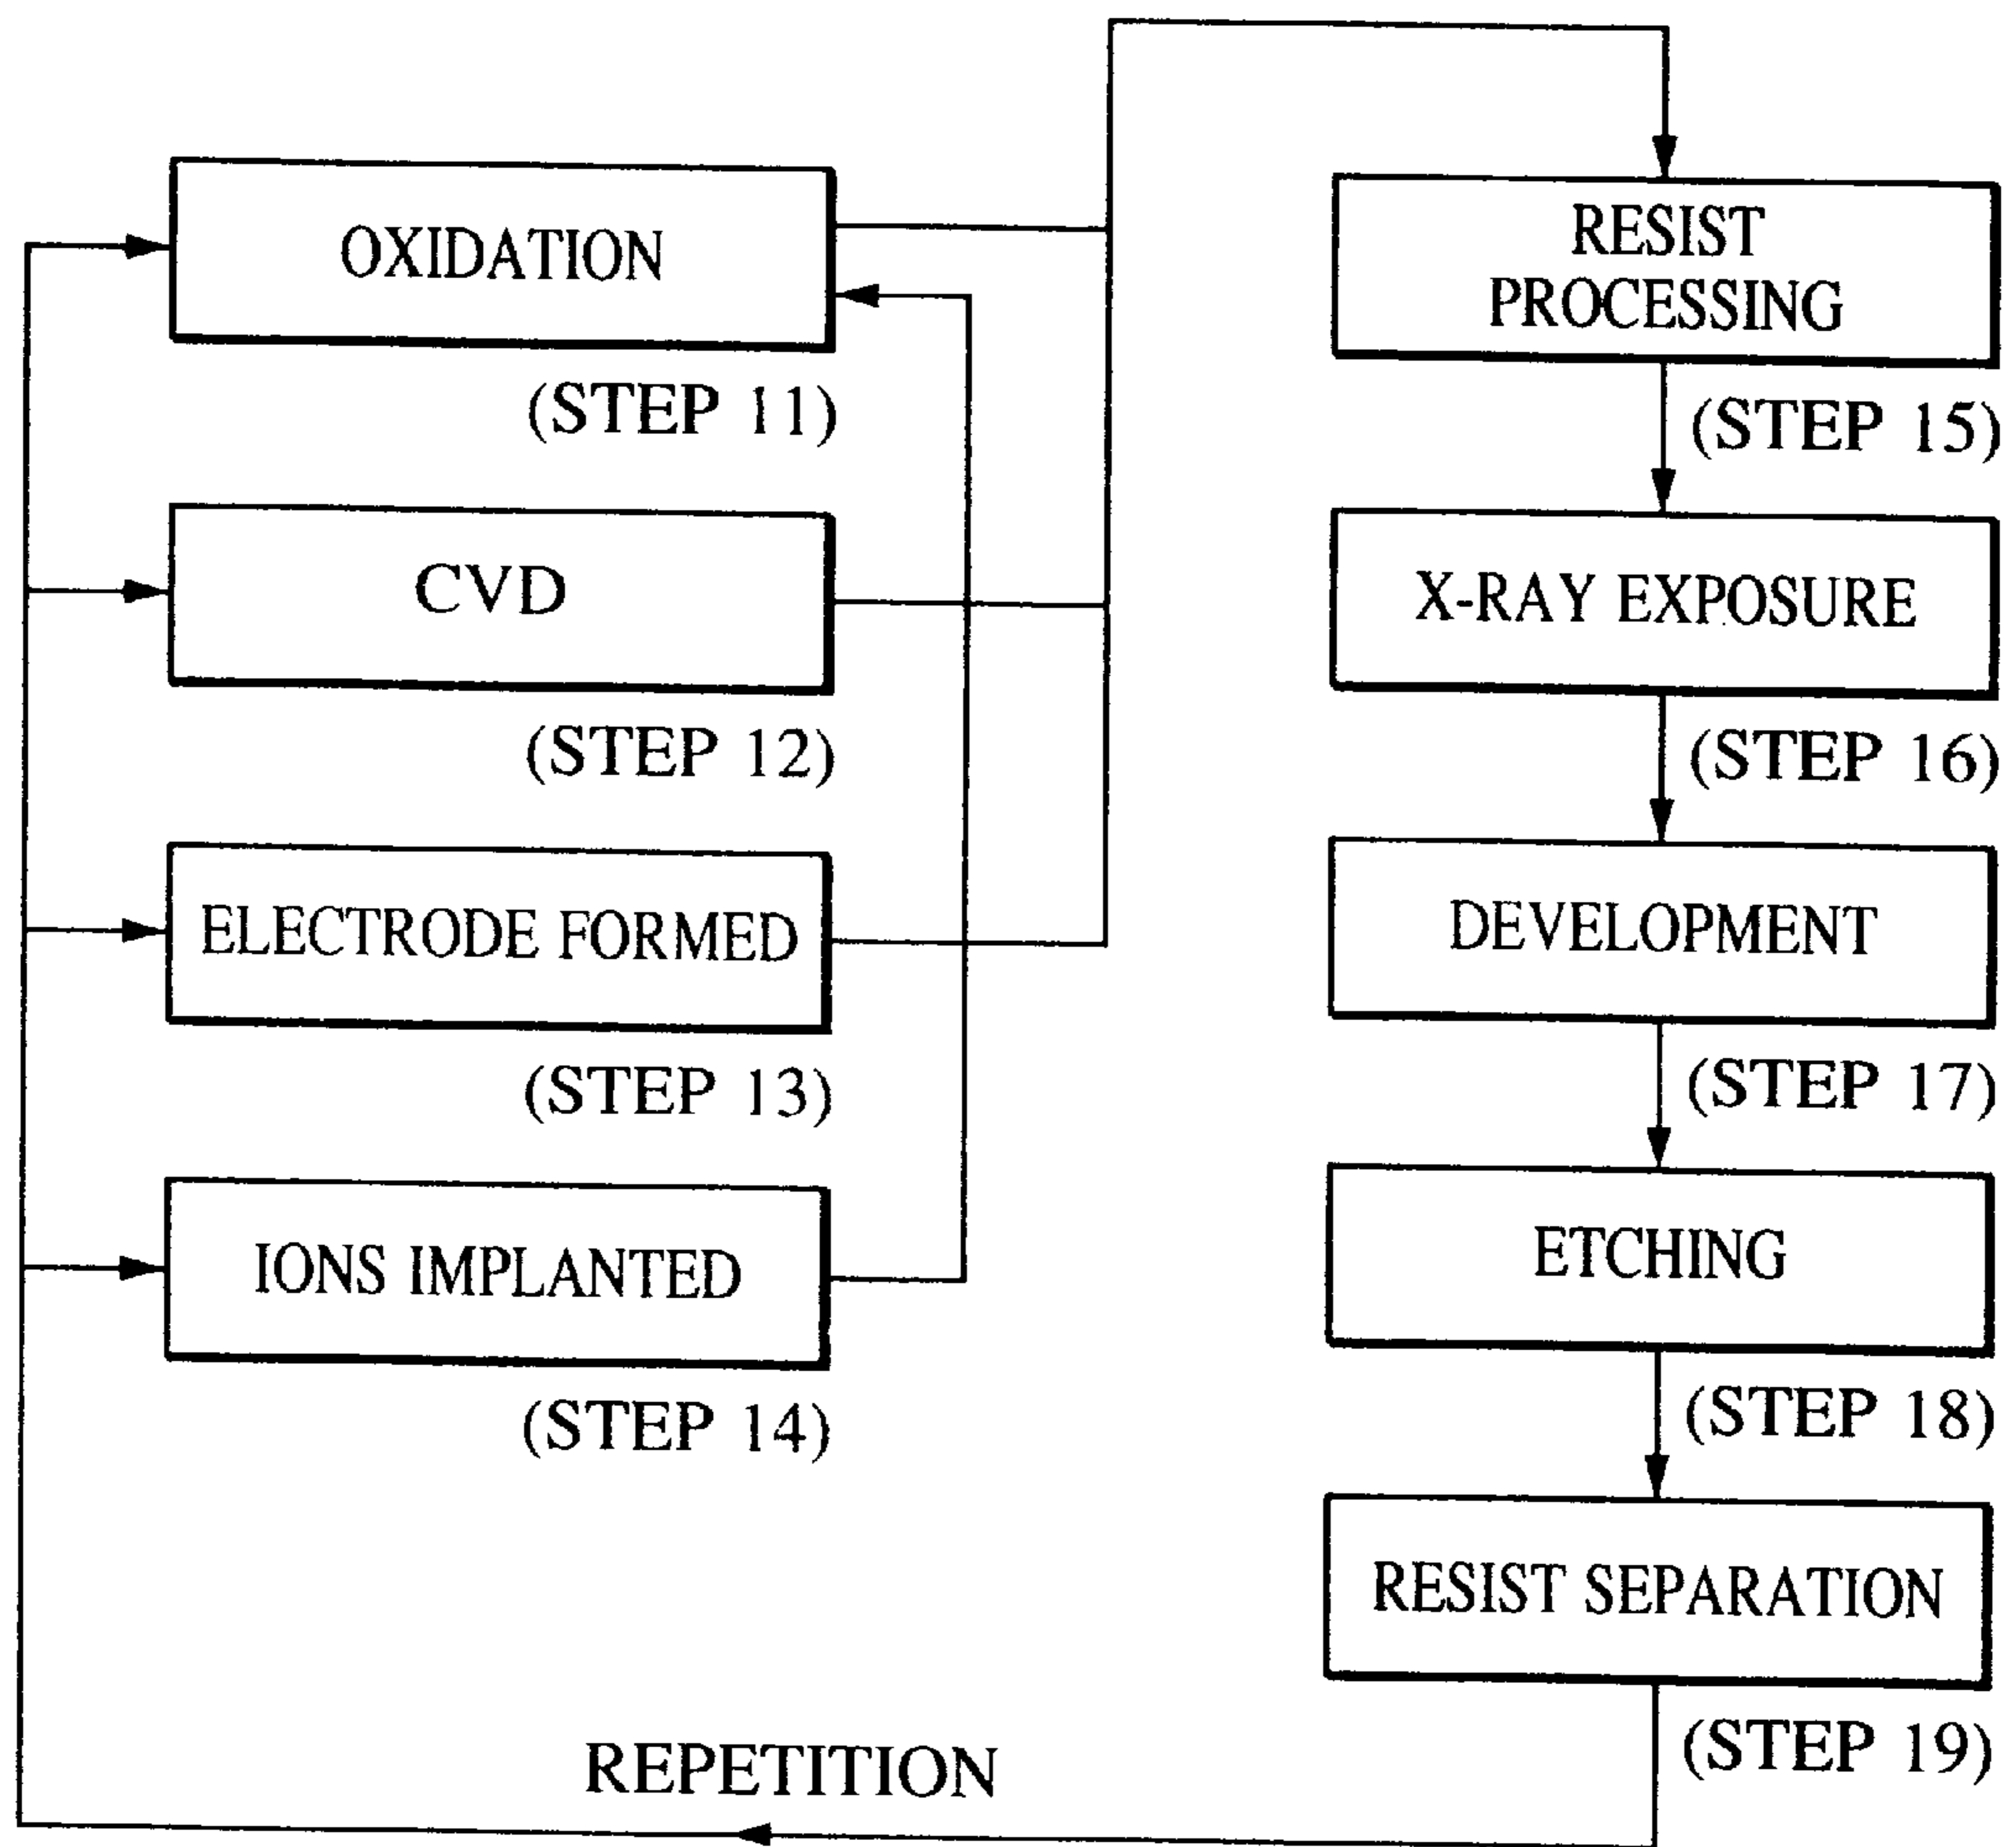 OXIDATION
(STEP 11)
CVD
(STEP 12)
ELECTRODE FORMED
(STEP 13)
IONS IMPLANTED
(STEP 14)
RESIST
PROCESSING
(STEP 15)
X-RAY EXPOSURE
(STEP 16)
DEVELOPMENT
(STEP 17)
ETCHING
(STEP 18)
RESIST SEPARATION
(STEP 19)
REPETITION